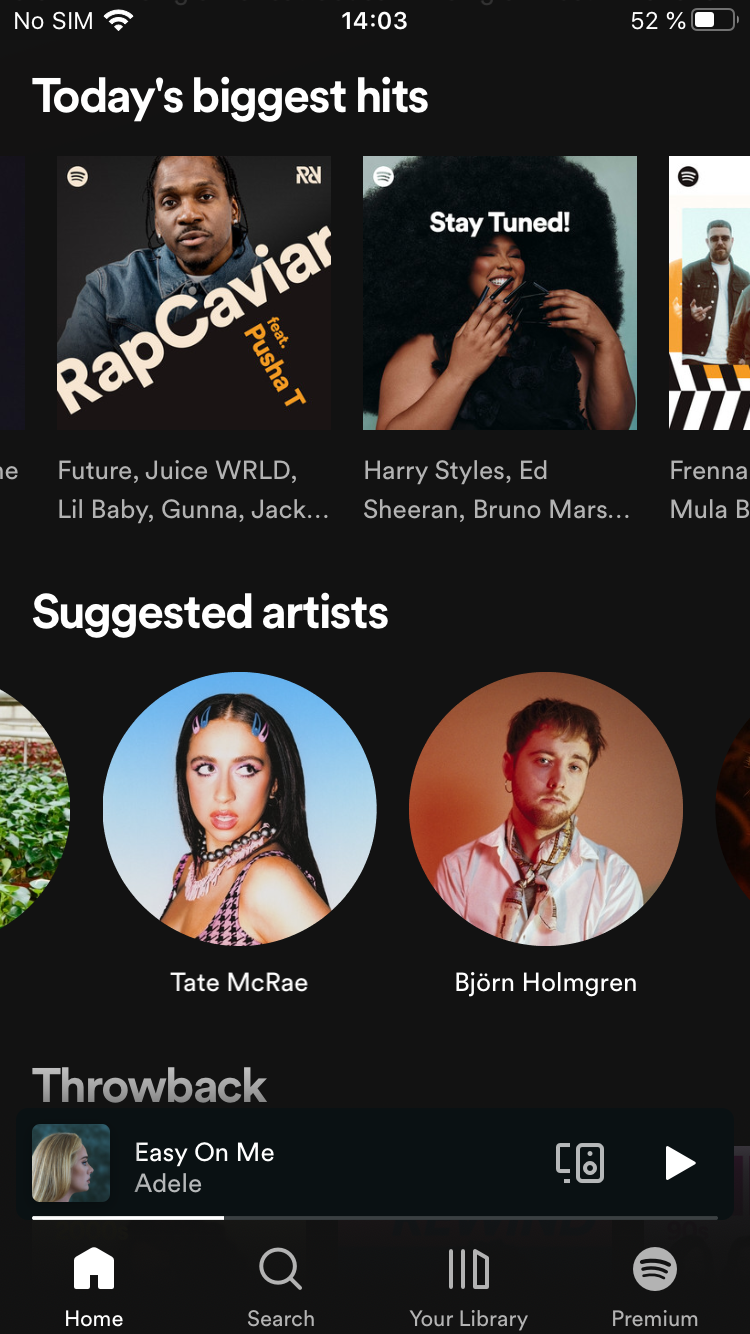 No SIM 14:03 52 %
Today's biggest hits
RapCaviar
feat.
Pusha T
Stay Tuned!
Future, Juice WRLD,
Lil Baby, Gunna, Jack...
Harry Styles, Ed
Sheeran, Bruno Mars...
Frenna
Mula B
Suggested artists
Tate McRae
Björn Holmgren
Throwback
Easy On Me
Adele
Home
Search
Your Library
Premium